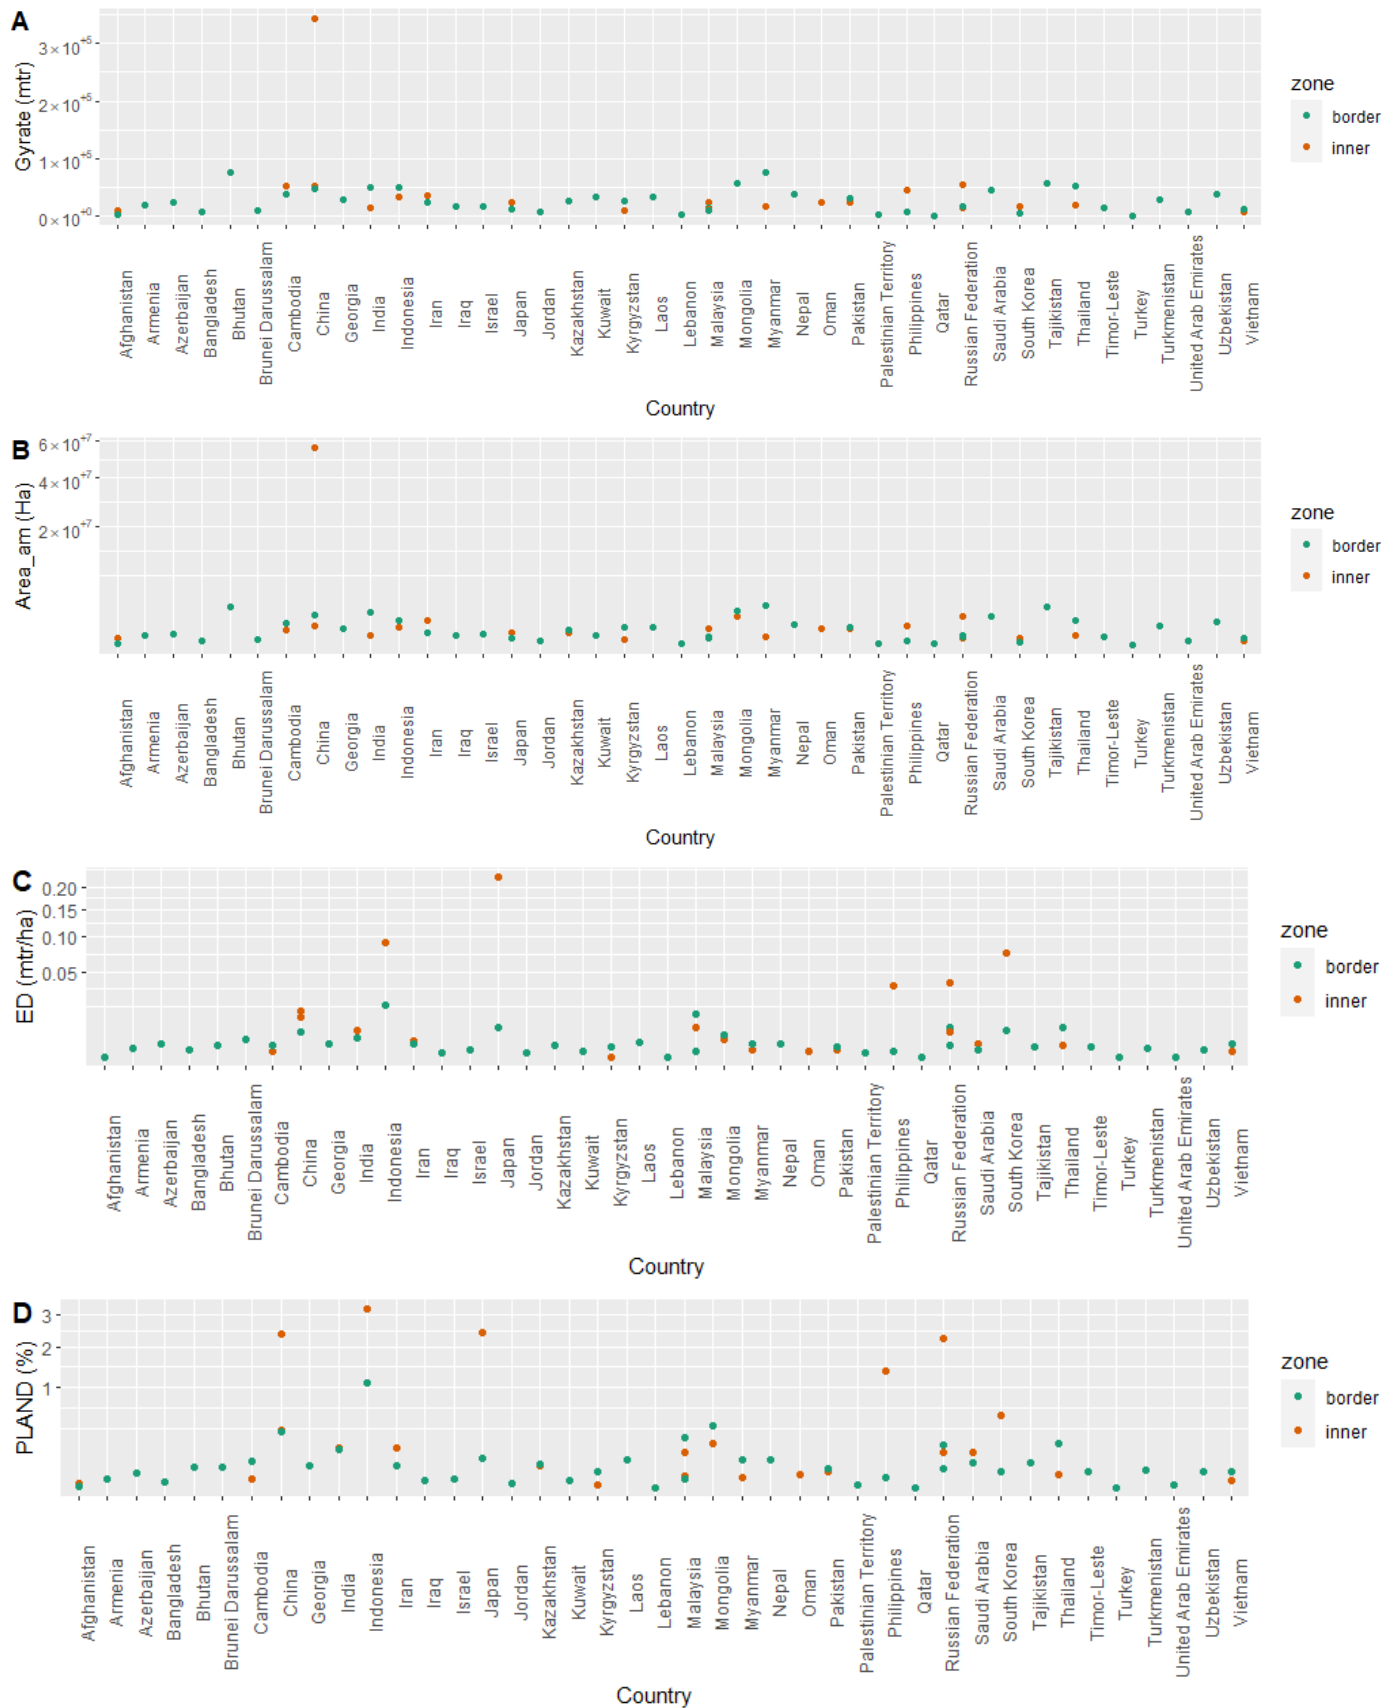 A
Gyrate (mtr)
3×10⁺⁵
2×10⁺⁵
1×10⁺⁵
0×10⁺⁰
Afghanistan
Armenia
Azerbaijan
Bangladesh
Bhutan
Brunei Darussalam
Cambodia
China
Georgia
India
Indonesia
Iran
Iraq
Israel
Japan
Jordan
Kazakhstan
Kuwait
Kyrgyzstan
Laos
Lebanon
Malaysia
Mongolia
Myanmar
Nepal
Oman
Pakistan
Palestinian Territory
Philippines
Qatar
Russian Federation
Saudi Arabia
South Korea
Tajikistan
Thailand
Timor-Leste
Turkey
Turkmenistan
United Arab Emirates
Uzbekistan
Vietnam
Country
zone
border
inner
B
Area_am (Ha)
6×10⁺⁷
4×10⁺⁷
2×10⁺⁷
Afghanistan
Armenia
Azerbaijan
Bangladesh
Bhutan
Brunei Darussalam
Cambodia
China
Georgia
India
Indonesia
Iran
Iraq
Israel
Japan
Jordan
Kazakhstan
Kuwait
Kyrgyzstan
Laos
Lebanon
Malaysia
Mongolia
Myanmar
Nepal
Oman
Pakistan
Palestinian Territory
Philippines
Qatar
Russian Federation
Saudi Arabia
South Korea
Tajikistan
Thailand
Timor-Leste
Turkey
Turkmenistan
United Arab Emirates
Uzbekistan
Vietnam
Country
zone
border
inner
C
ED (mtr/ha)
0.20
0.15
0.10
0.05
Afghanistan
Armenia
Azerbaijan
Bangladesh
Bhutan
Brunei Darussalam
Cambodia
China
Georgia
India
Indonesia
Iran
Iraq
Israel
Japan
Jordan
Kazakhstan
Kuwait
Kyrgyzstan
Laos
Lebanon
Malaysia
Mongolia
Myanmar
Nepal
Oman
Pakistan
Palestinian Territory
Philippines
Qatar
Russian Federation
Saudi Arabia
South Korea
Tajikistan
Thailand
Timor-Leste
Turkey
Turkmenistan
United Arab Emirates
Uzbekistan
Vietnam
Country
zone
border
inner
D
PLAND (%)
3
2
1
Afghanistan
Armenia
Azerbaijan
Bangladesh
Bhutan
Brunei Darussalam
Cambodia
China
Georgia
India
Indonesia
Iran
Iraq
Israel
Japan
Jordan
Kazakhstan
Kuwait
Kyrgyzstan
Laos
Lebanon
Malaysia
Mongolia
Myanmar
Nepal
Oman
Pakistan
Palestinian Territory
Philippines
Qatar
Russian Federation
Saudi Arabia
South Korea
Tajikistan
Thailand
Timor-Leste
Turkey
Turkmenistan
United Arab Emirates
Uzbekistan
Vietnam
Country
zone
border
inner